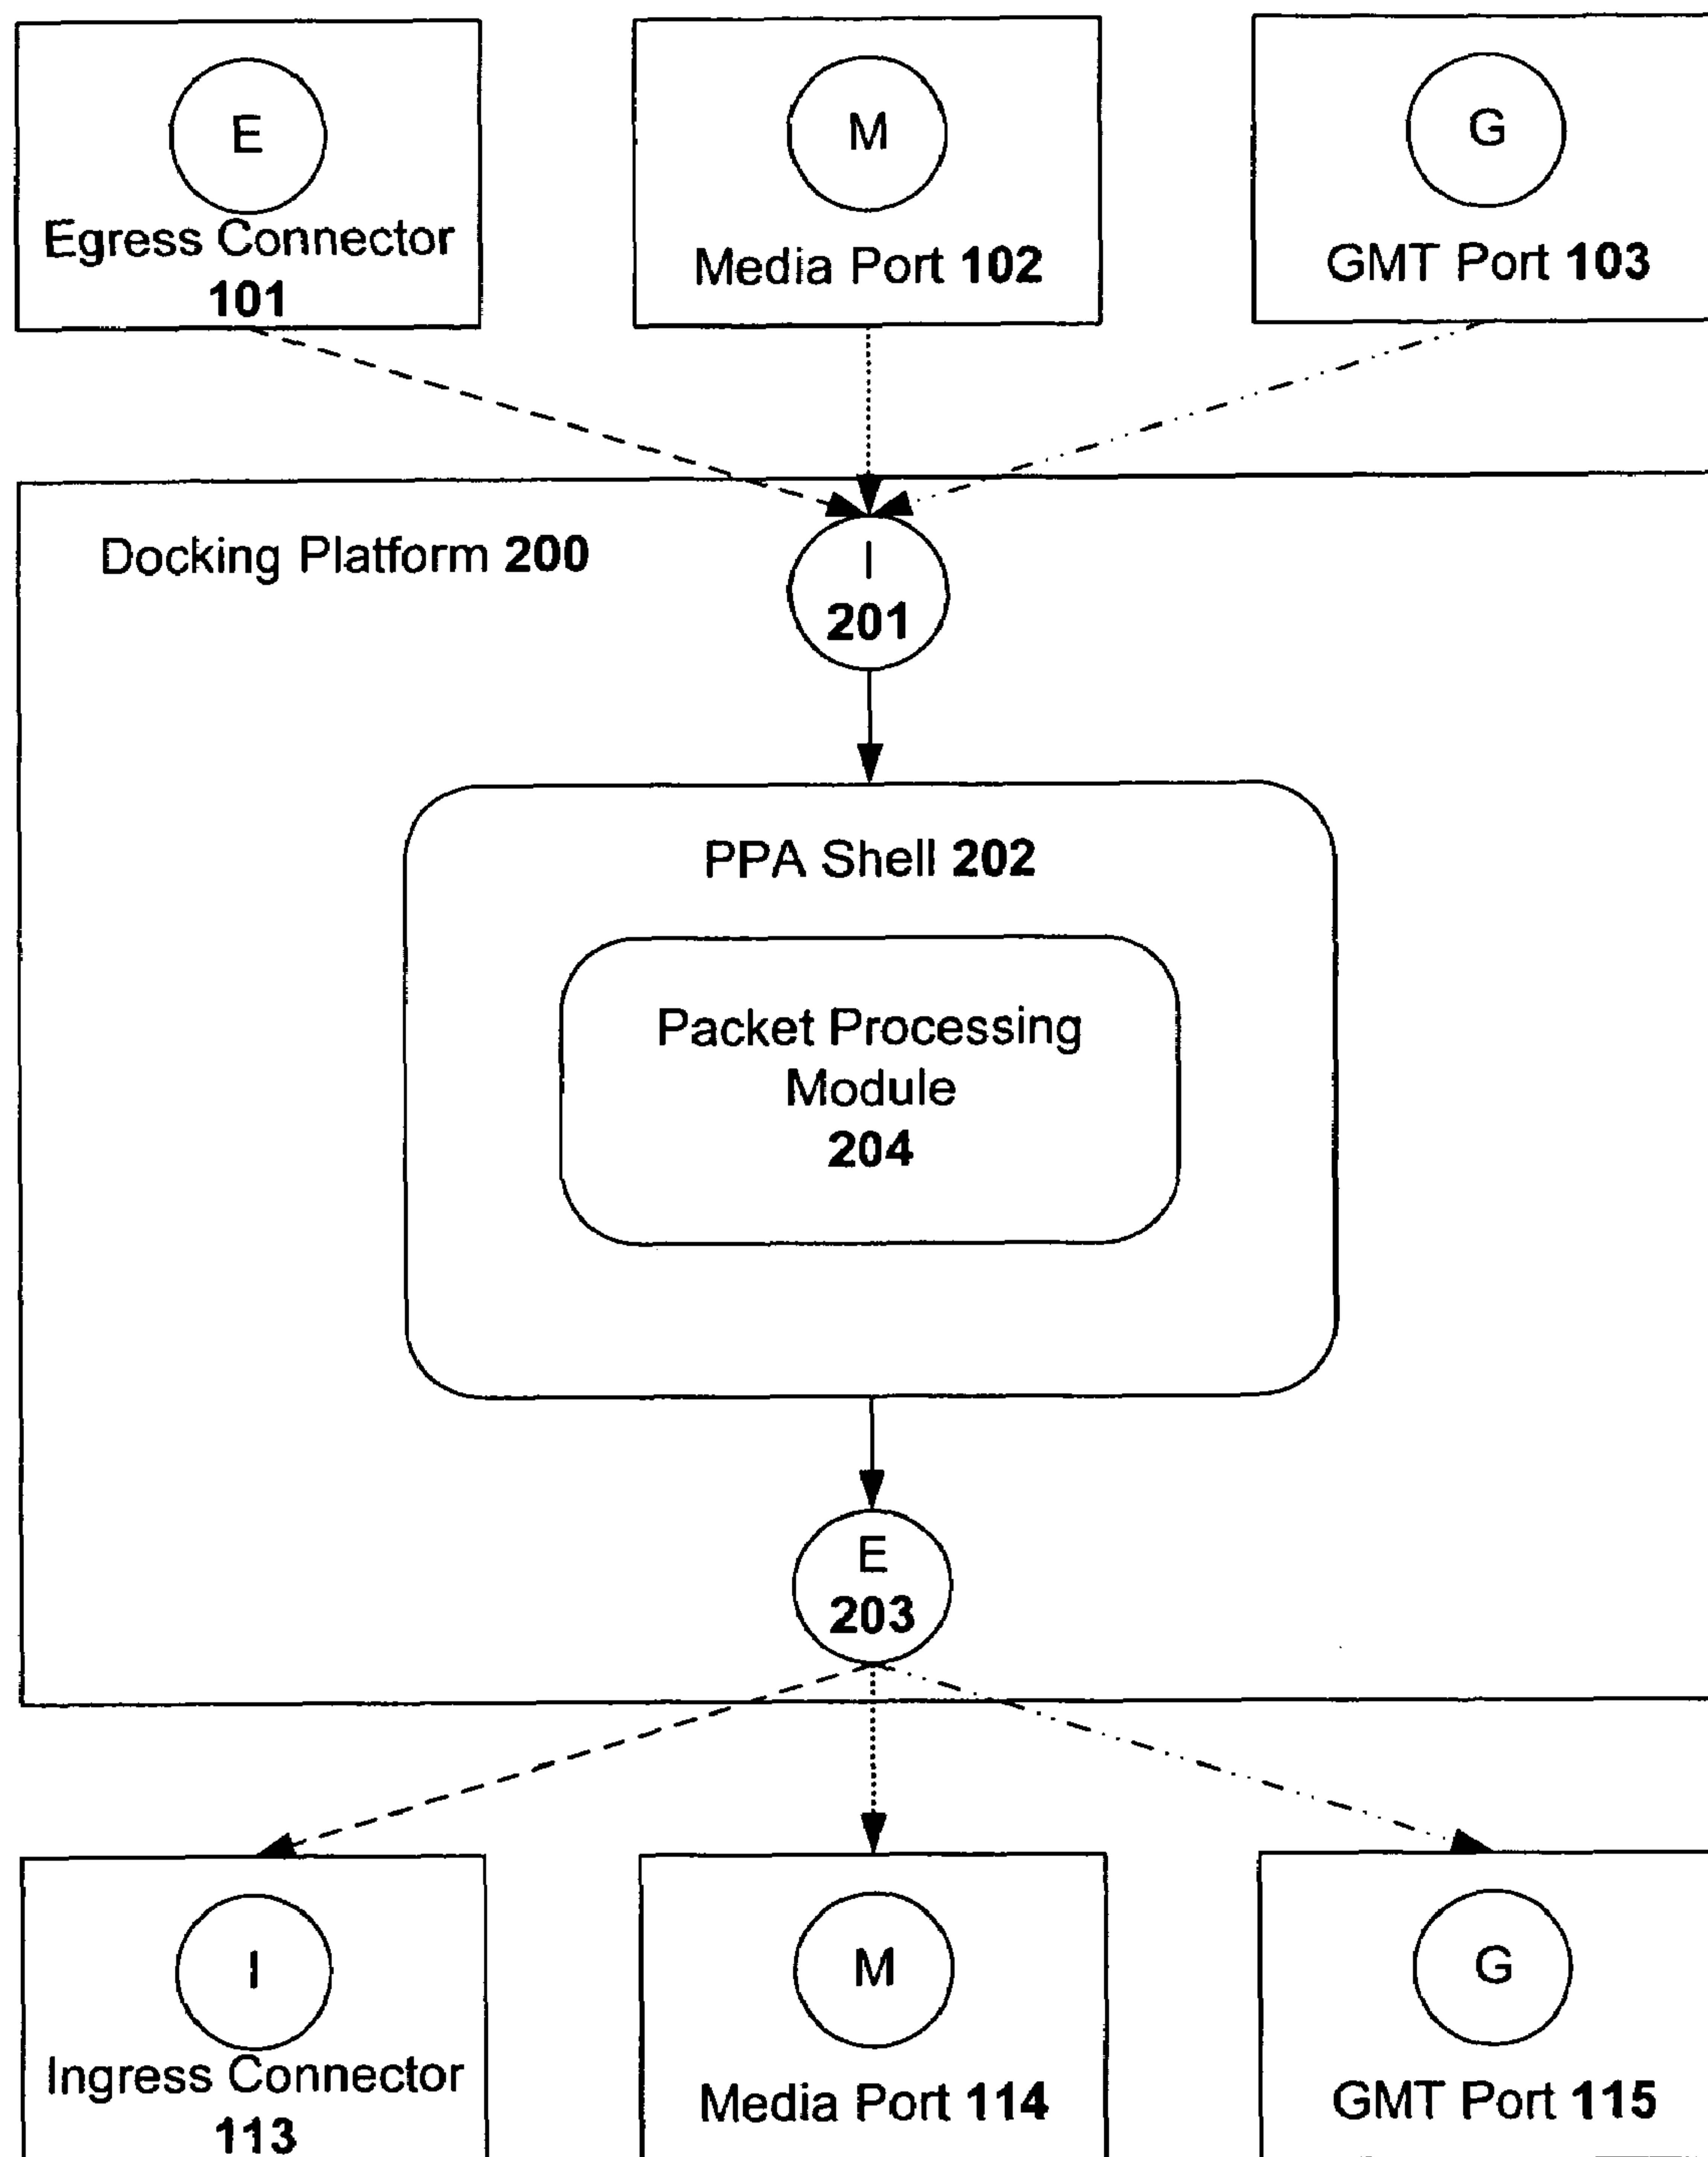 E
Egress Connector
101
M
Media Port 102
G
GMT Port 103
Docking Platform 200
I
201
PPA Shell 202
Packet Processing
Module
204
E
203
I
Ingress Connector
113
M
Media Port 114
G
GMT Port 115